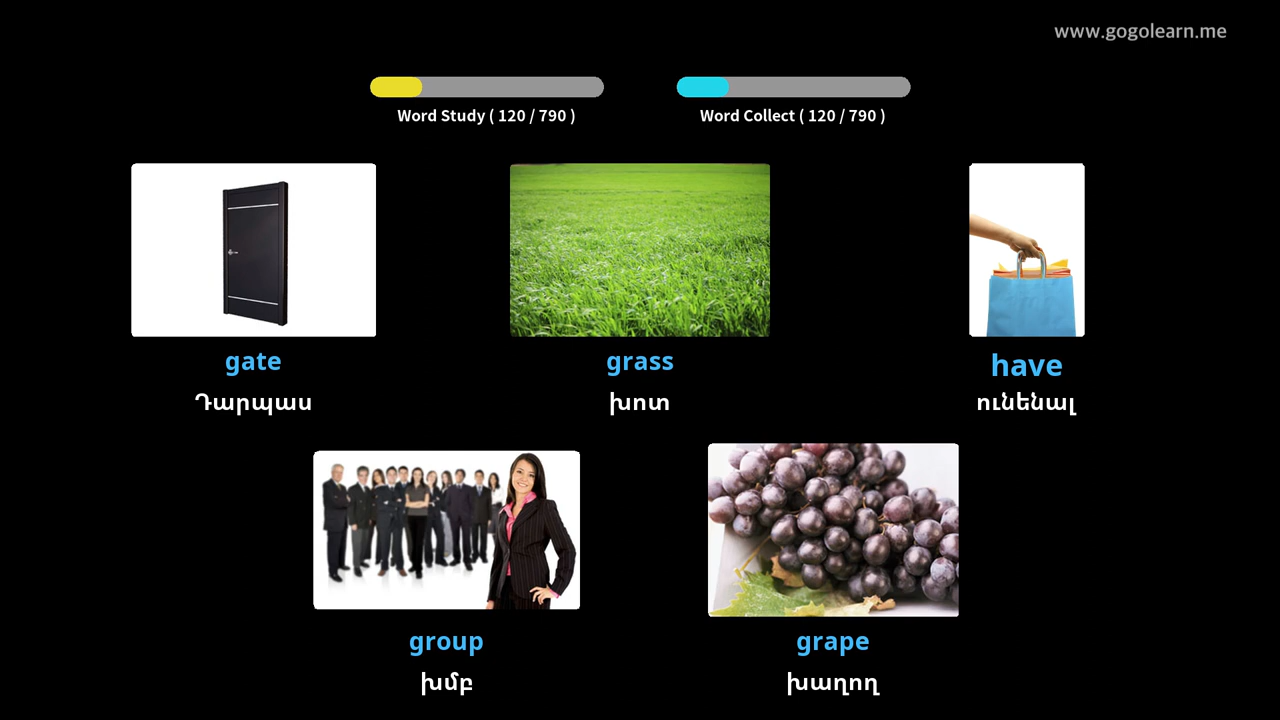 www.gogolearn.me
Word Study ( 120 / 790 )
Word Collect ( 120 / 790 )
gate
Դարպաս
grass
խոտ
have
ունենալ
group
խմբ
grape
խաղող